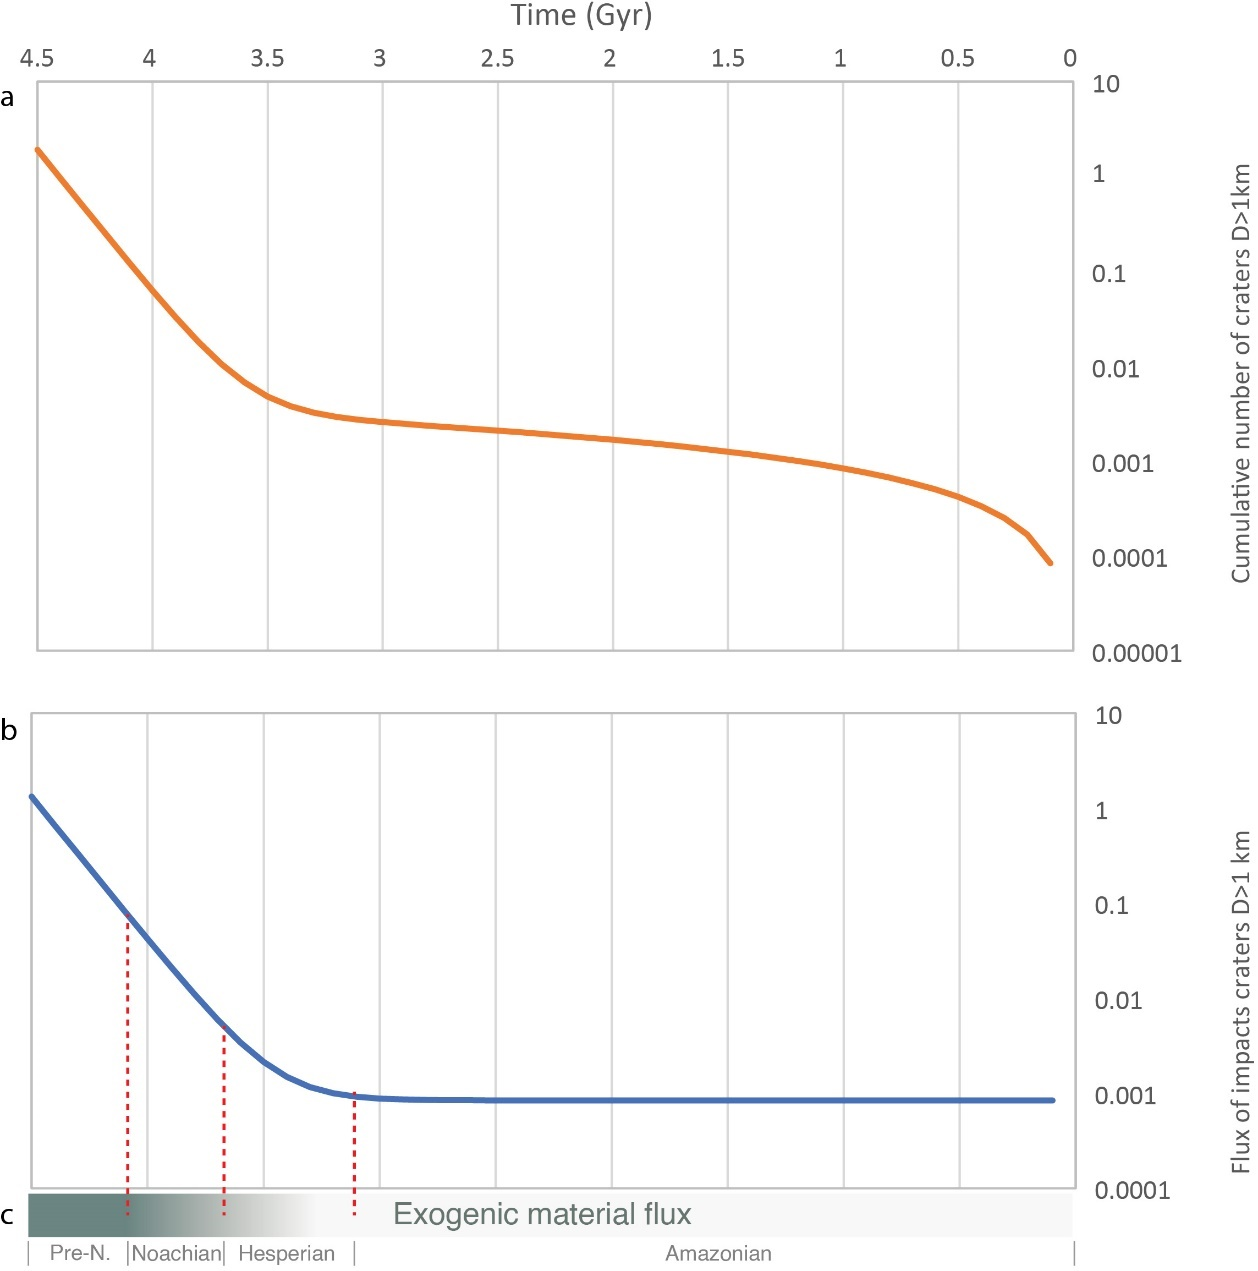 Time (Gyr)
4.5 4 3.5 3 2.5 2 1.5 1 0.5 0
a
10
1
0.1
0.01
0.001
0.0001
0.00001
Cumulative number of craters D>1km
b
10
1
0.1
0.01
0.001
0.0001
Flux of impacts craters D>1 km
c
Exogenic material flux
Pre-N. Noachian Hesperian Amazonian